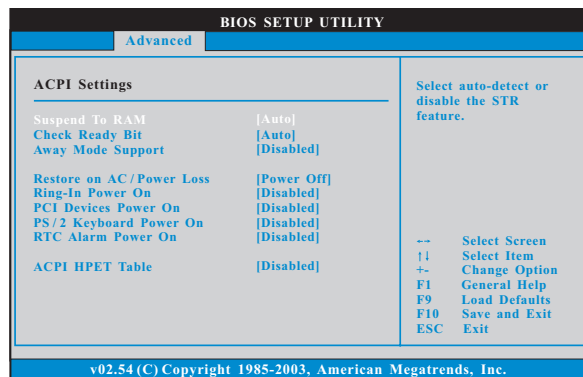 BIOS SETUP UTILITY
Advanced
ACPI Settings
Suspend To RAM [Auto]
Check Ready Bit [Auto]
Away Mode Support [Disabled]
Restore on AC / Power Loss [Power Off]
Ring-In Power On [Disabled]
PCI Devices Power On [Disabled]
PS / 2 Keyboard Power On [Disabled]
RTC Alarm Power On [Disabled]
ACPI HPET Table [Disabled]
Select auto-detect or
disable the STR
feature.
←→ Select Screen
↑↓ Select Item
+- Change Option
F1 General Help
F9 Load Defaults
F10 Save and Exit
ESC Exit
v02.54 (C) Copyright 1985-2003, American Megatrends, Inc.